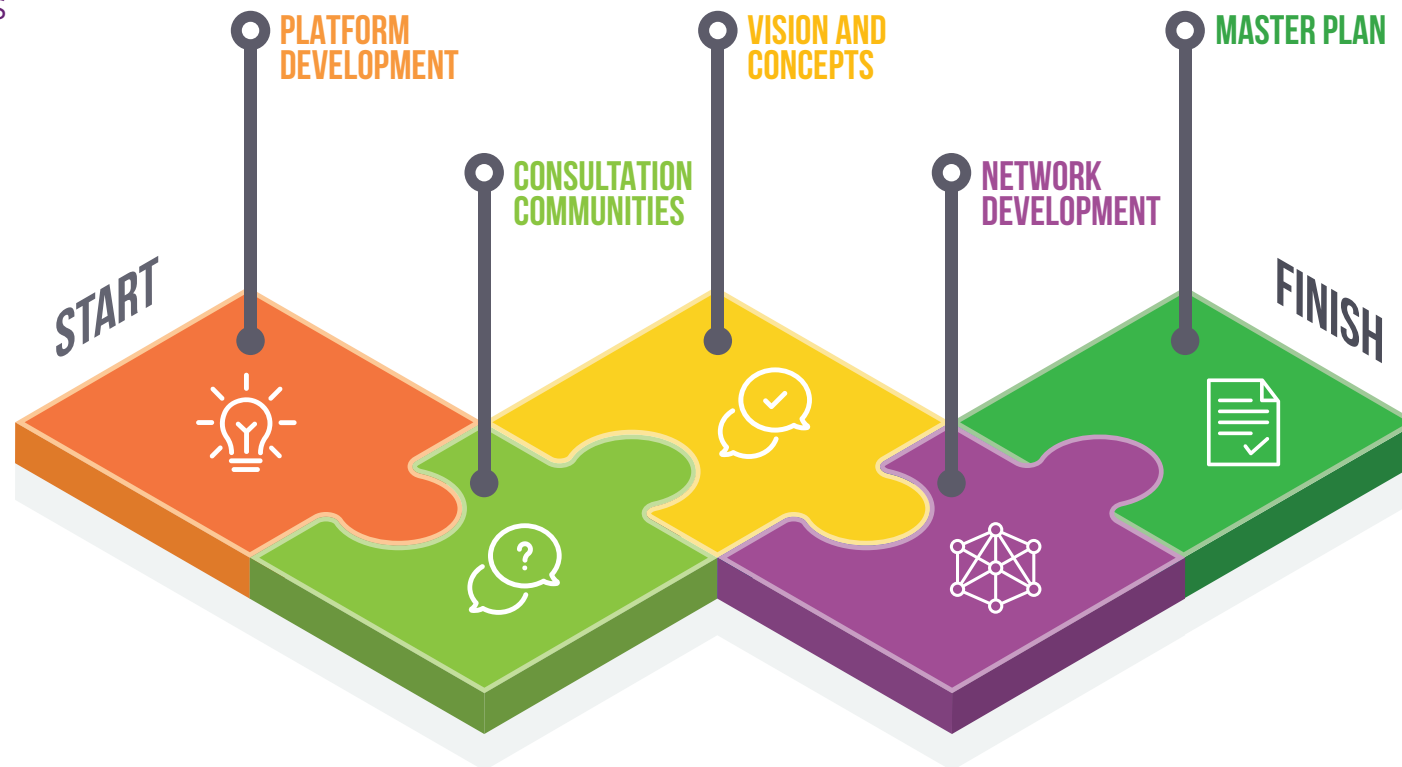 PLATFORM
DEVELOPMENT
VISION AND
CONCEPTS
MASTER PLAN
CONSULTATION
COMMUNITIES
NETWORK
DEVELOPMENT
START
FINISH
?